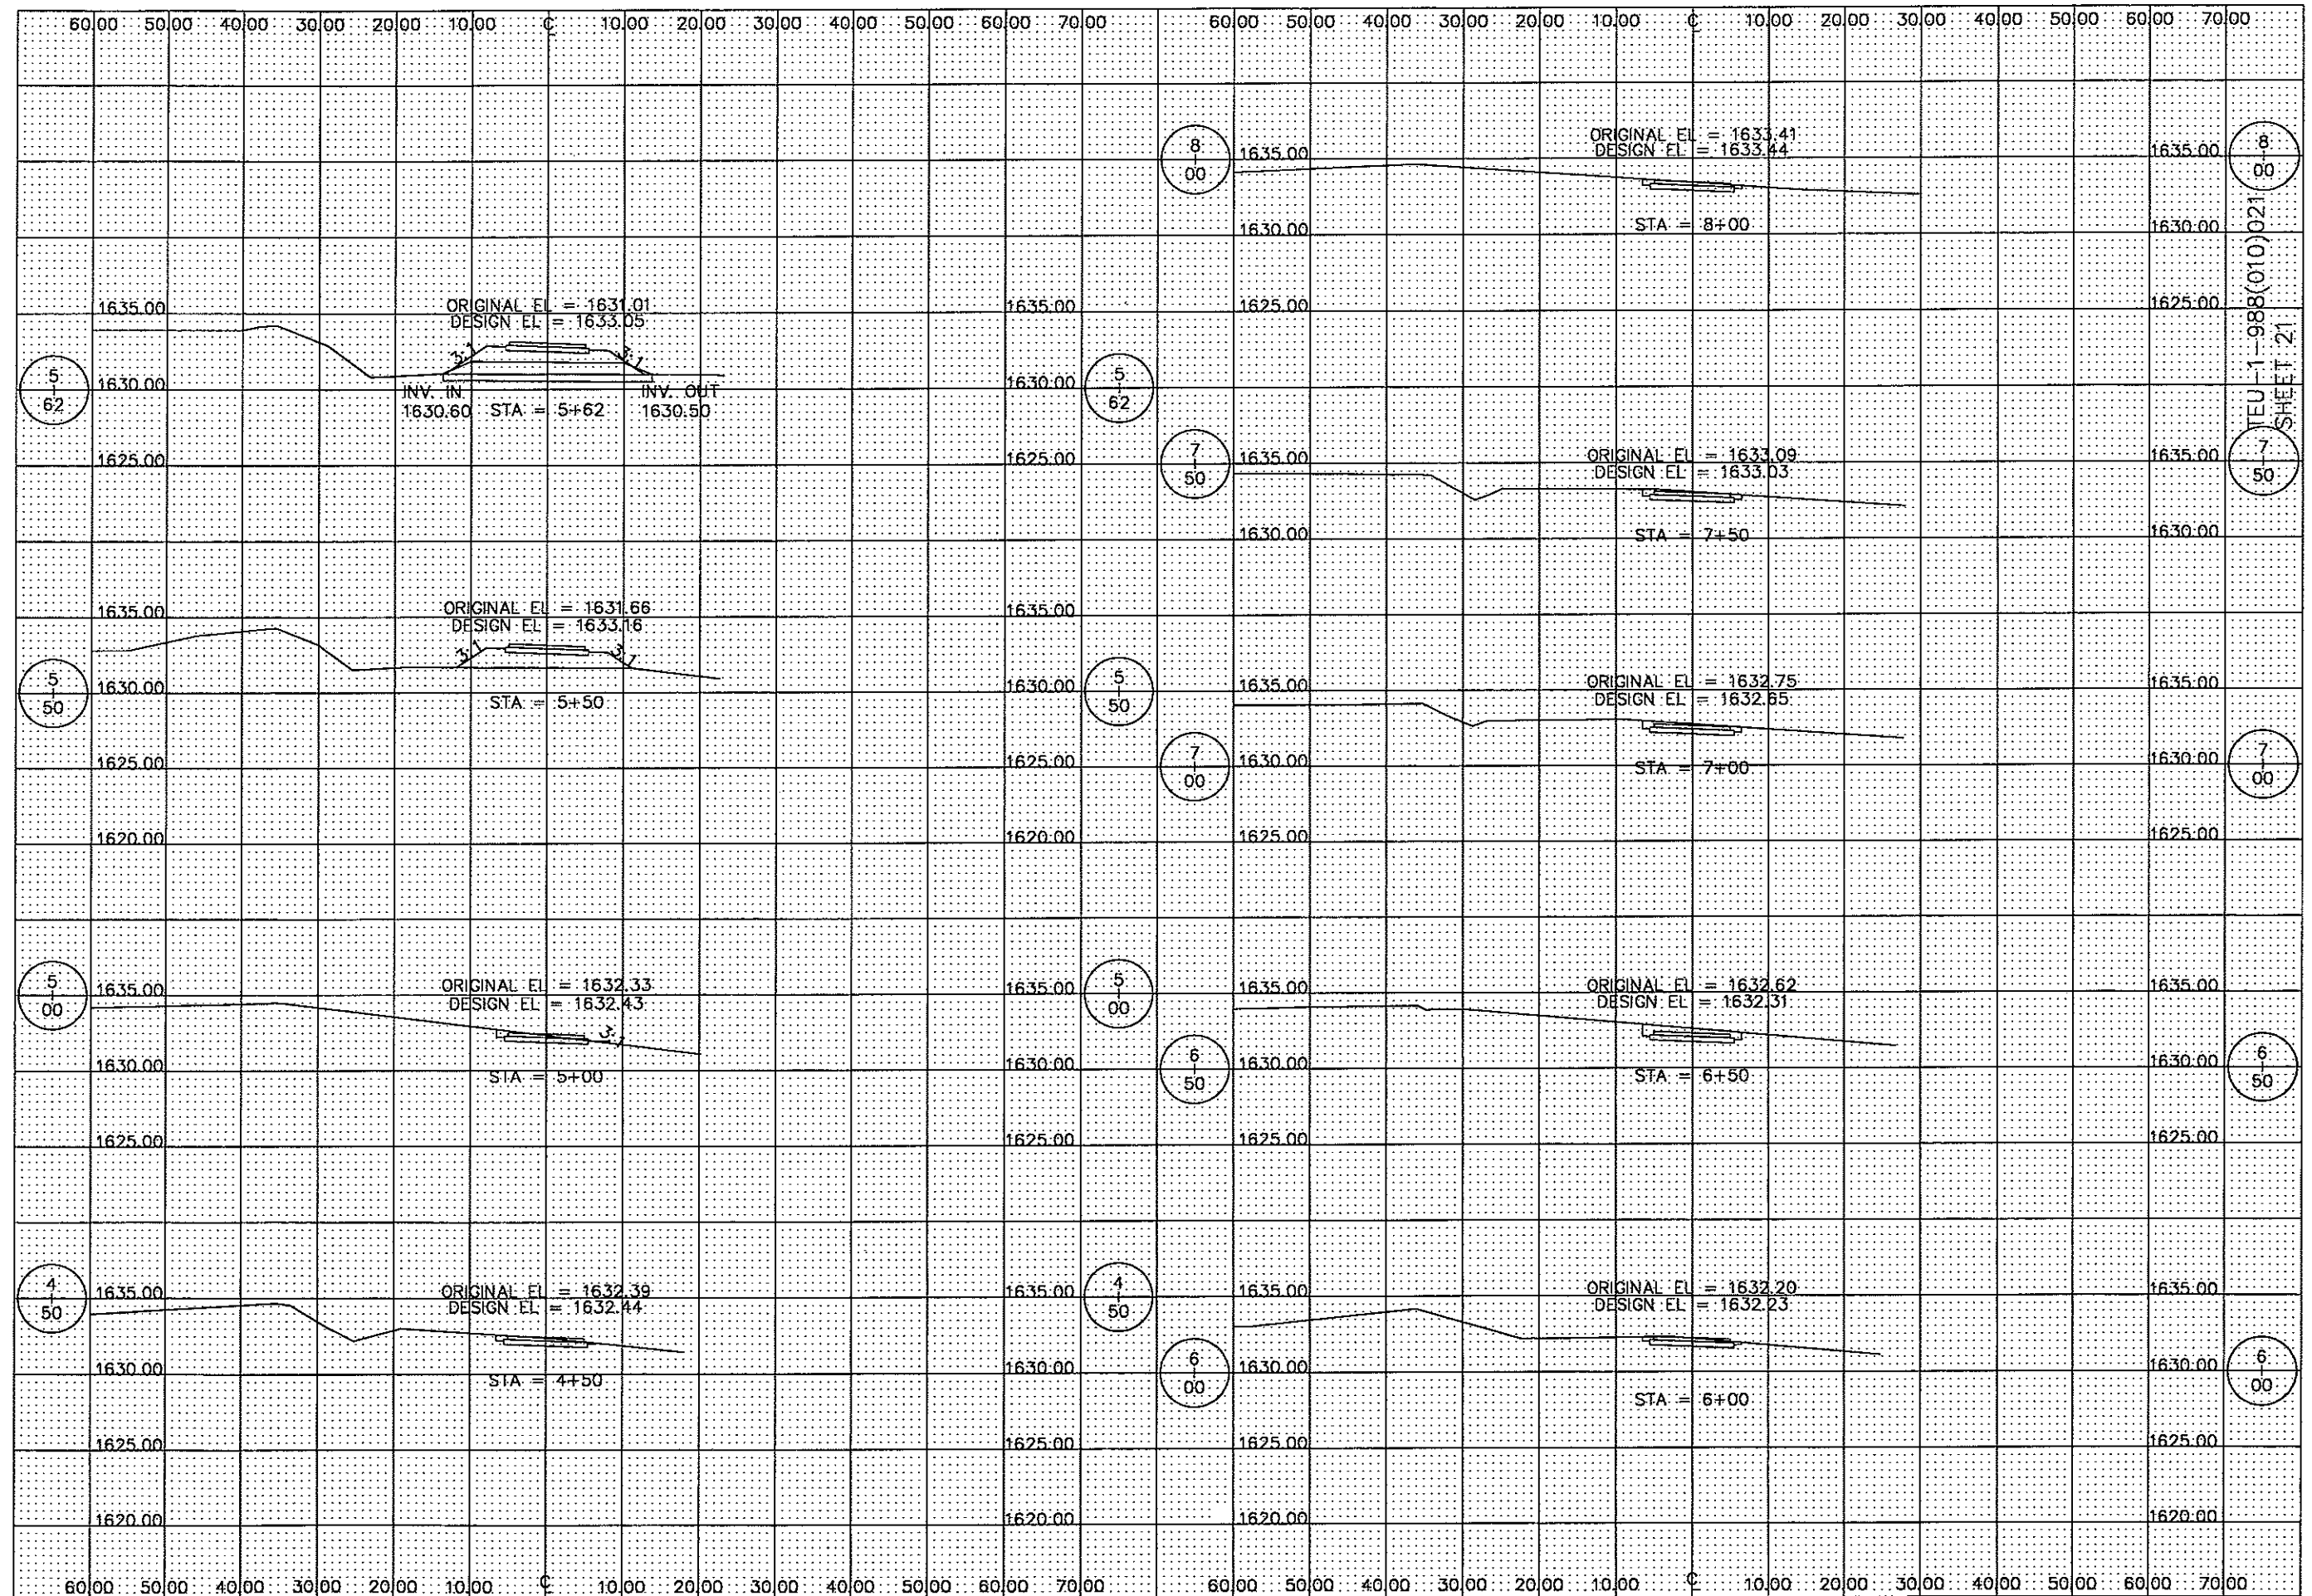 60.00 50.00 40.00 30.00 20.00 10.00 ℄ 10.00 20.00 30.00 40.00 50.00 60.00 70.00 60.00 50.00 40.00 30.00 20.00 10.00 ℄ 10.00 20.00 30.00 40.00 50.00 60.00 70.00
1635.00 1635.00
ORIGINAL EL = 1631.01
DESIGN EL = 1633.05
3:1 3:1
5 62 1630.00 1630.00 5 62
INV. IN INV. OUT
1630.60 STA = 5+62 1630.50
1625.00 1625.00
1635.00 1635.00
ORIGINAL EL = 1631.66
DESIGN EL = 1633.16
3:1 3:1
5 50 1630.00 1630.00 5 50
STA = 5+50
1625.00 1625.00
1620.00 1620.00
ORIGINAL EL = 1632.33
5 00 1635.00 1635.00 5 00
DESIGN EL = 1632.43
3:1
1630.00 1630.00
STA = 5+00
1625.00 1625.00
ORIGINAL EL = 1632.39
4 50 1635.00 1635.00 4 50
DESIGN EL = 1632.44
1630.00 1630.00
STA = 4+50
1625.00 1625.00
1620.00 1620.00
ORIGINAL EL = 1633.41
8 00 1635.00 1635.00 8 00
DESIGN EL = 1633.44
STA = 8+00
1630.00 1630.00
1625.00 1625.00
ORIGINAL EL = 1633.09
7 50 1635.00 1635.00 7 50
DESIGN EL = 1633.03
STA = 7+50
1630.00 1630.00
ORIGINAL EL = 1632.75
1635.00 1635.00
DESIGN EL = 1632.65
7 00 1630.00 1630.00 7 00
STA = 7+00
1625.00 1625.00
ORIGINAL EL = 1632.62
1635.00 1635.00
DESIGN EL = 1632.31
6 50 1630.00 1630.00 6 50
STA = 6+50
1625.00 1625.00
ORIGINAL EL = 1632.20
1635.00 1635.00
DESIGN EL = 1632.23
6 00 1630.00 1630.00 6 00
STA = 6+00
1625.00 1625.00
1620.00 1620.00
TEU-1-988(010)021
SHEET 21
60.00 50.00 40.00 30.00 20.00 10.00 ℄ 10.00 20.00 30.00 40.00 50.00 60.00 70.00 60.00 50.00 40.00 30.00 20.00 10.00 ℄ 10.00 20.00 30.00 40.00 50.00 60.00 70.00